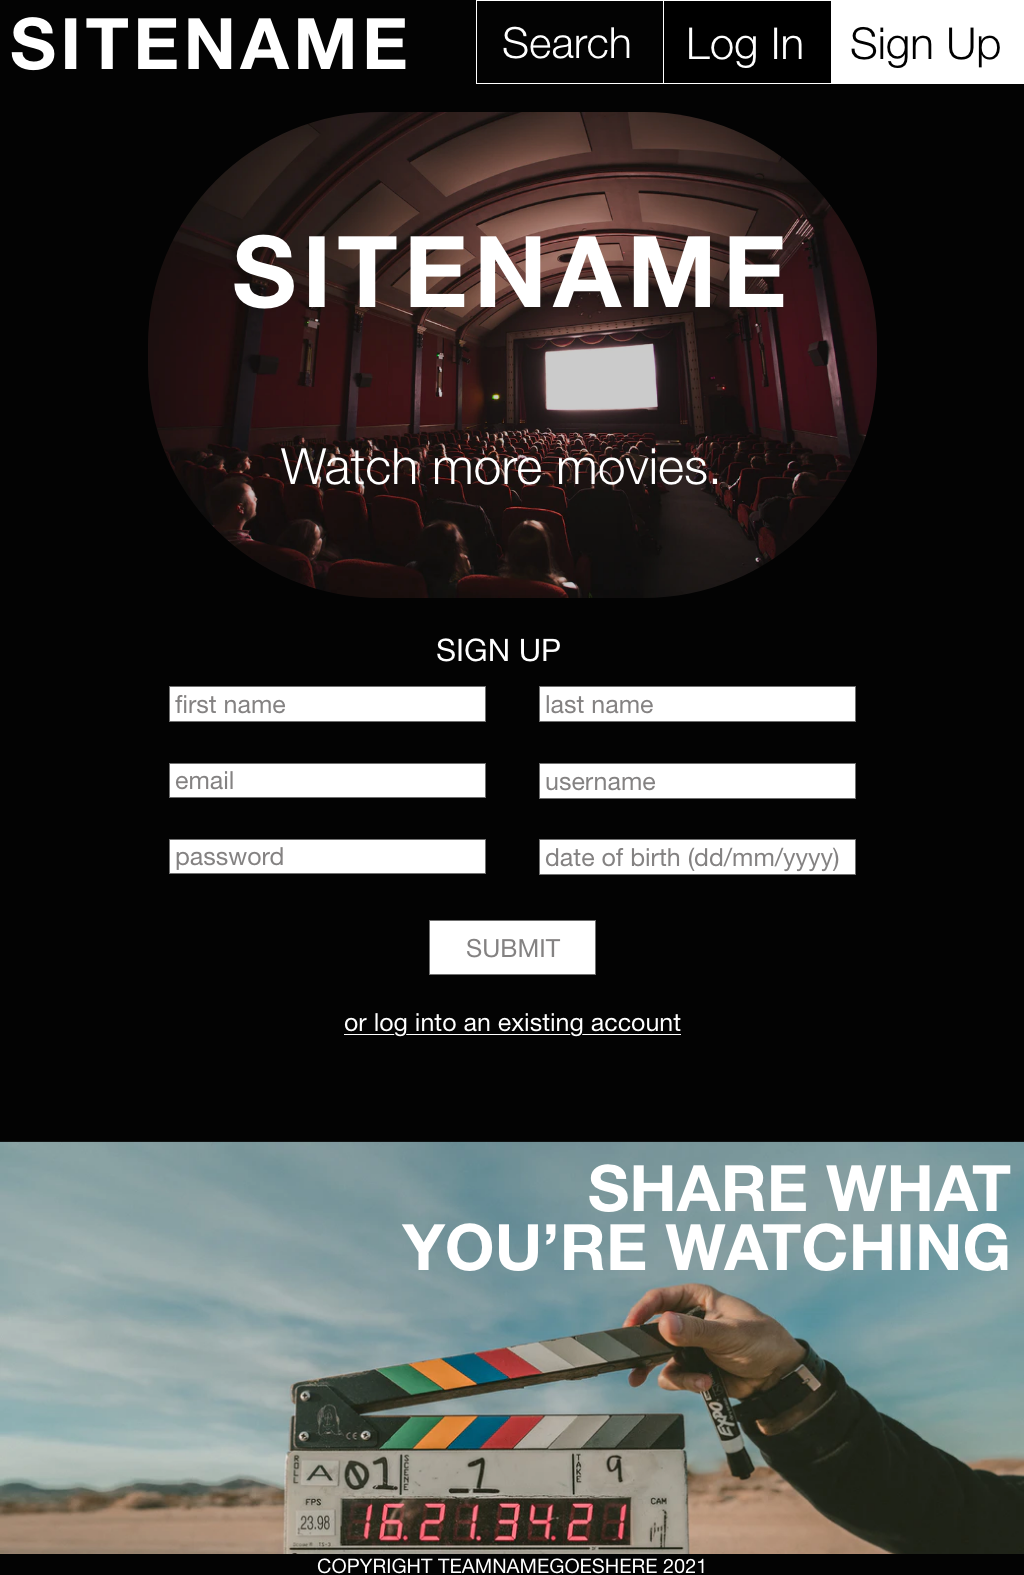 SITENAME
Search
Log In
Sign Up
SITENAME
Watch more movies.
SIGN UP
first name
last name
email
username
password
date of birth (dd/mm/yyyy)
SUBMIT
or log into an existing account
SHARE WHAT
YOU’RE WATCHING
EXPO
CE
ROLL
A 01
SCENE
1
TAKE
9
FPS
23.98
16.21.34.21
CAM
COPYRIGHT TEAMNAMEGOESHERE 2021